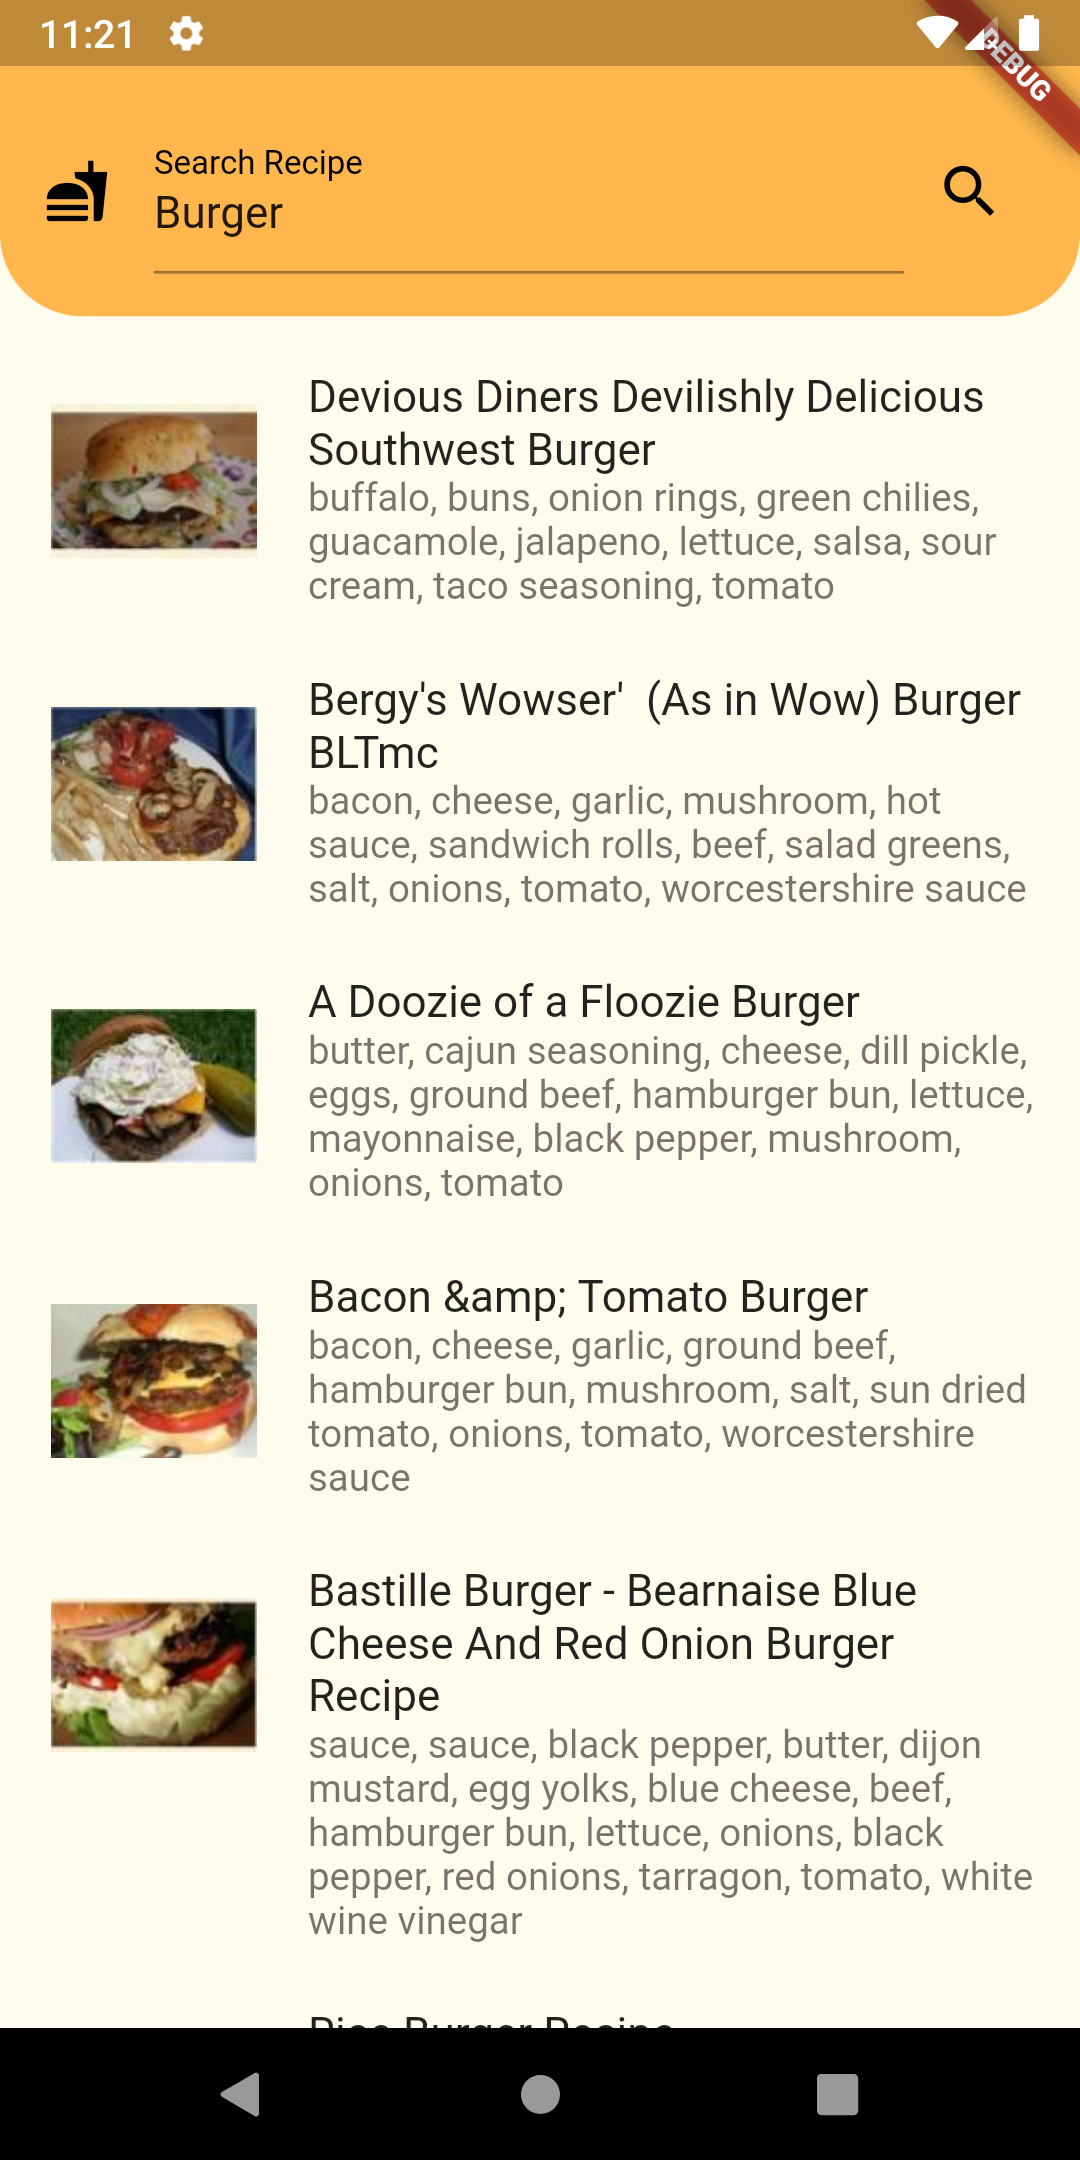 11:21
DEBUG
Search Recipe
Burger
Devious Diners Devilishly Delicious
Southwest Burger
buffalo, buns, onion rings, green chilies,
guacamole, jalapeno, lettuce, salsa, sour
cream, taco seasoning, tomato
Bergy's Wowser'  (As in Wow) Burger
BLTmc
bacon, cheese, garlic, mushroom, hot
sauce, sandwich rolls, beef, salad greens,
salt, onions, tomato, worcestershire sauce
A Doozie of a Floozie Burger
butter, cajun seasoning, cheese, dill pickle,
eggs, ground beef, hamburger bun, lettuce,
mayonnaise, black pepper, mushroom,
onions, tomato
Bacon &amp; Tomato Burger
bacon, cheese, garlic, ground beef,
hamburger bun, mushroom, salt, sun dried
tomato, onions, tomato, worcestershire
sauce
Bastille Burger - Bearnaise Blue
Cheese And Red Onion Burger
Recipe
sauce, sauce, black pepper, butter, dijon
mustard, egg yolks, blue cheese, beef,
hamburger bun, lettuce, onions, black
pepper, red onions, tarragon, tomato, white
wine vinegar
Rice Burger Recipe